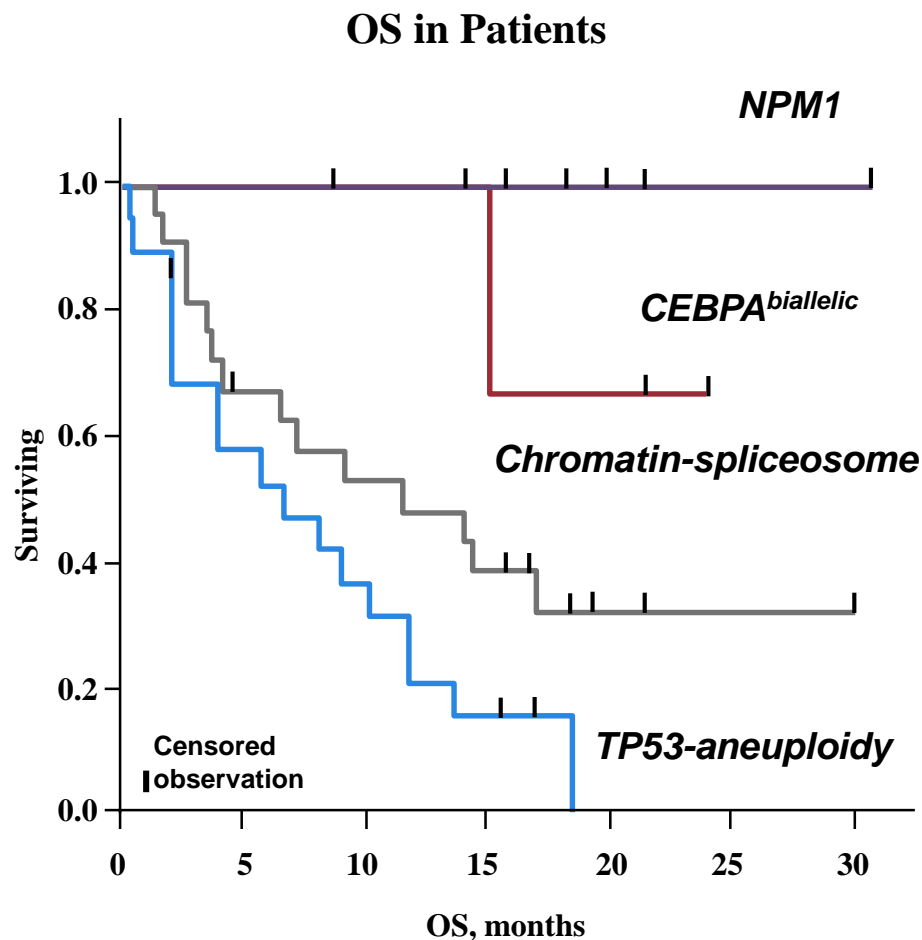 OS in Patients
NPM1
1.0
CEBPAbiallelic
0.8
0.6
Chromatin-spliceosome
Surviving
0.4
0.2
TP53-aneuploidy
Censored
observation
0.0
0 5 10 15 20 25 30
OS, months